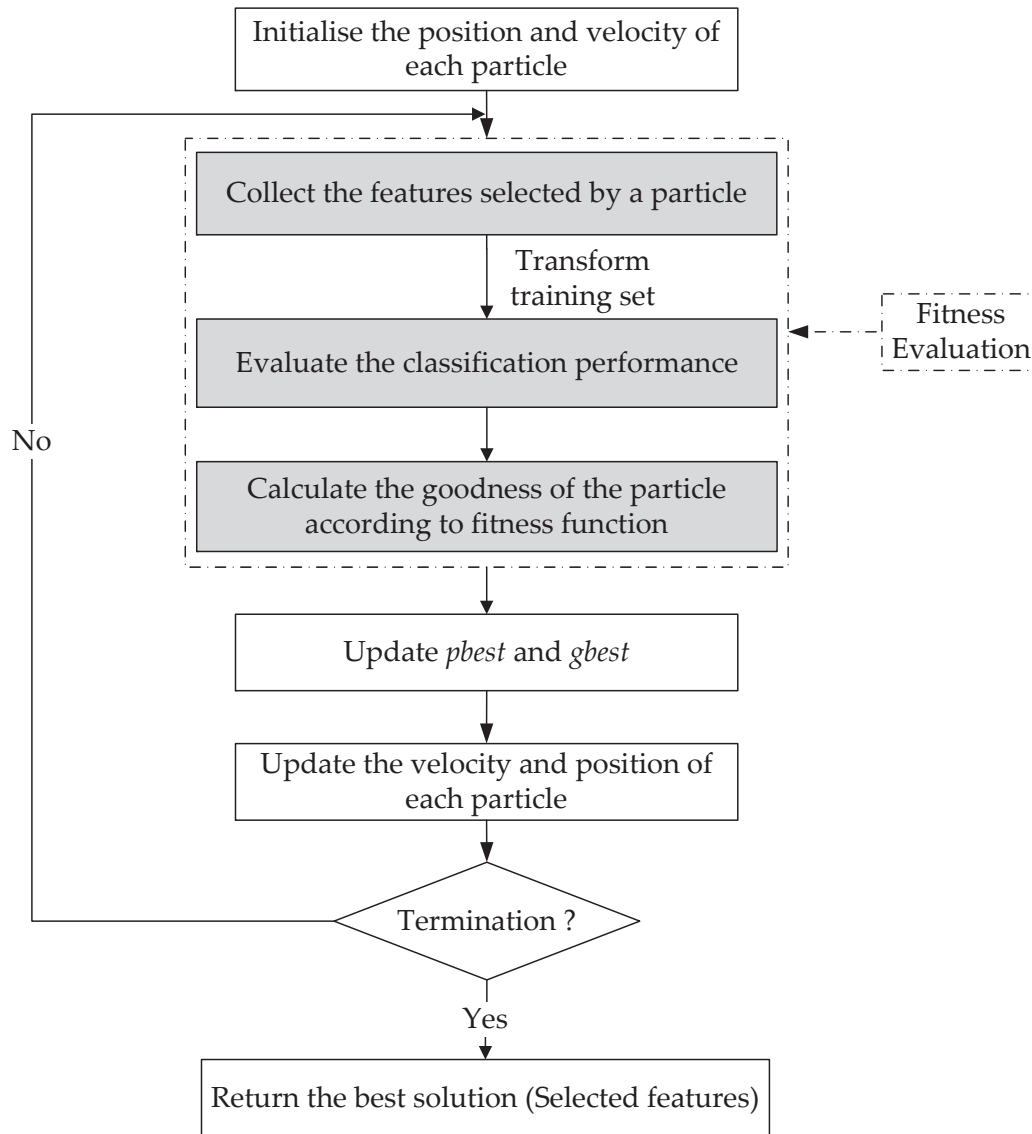 Initialise the position and velocity of
each particle
Collect the features selected by a particle
Transform
training set
Fitness
Evaluation
Evaluate the classification performance
No
Calculate the goodness of the particle
according to fitness function
Update pbest and gbest
Update the velocity and position of
each particle
Termination ?
Yes
Return the best solution (Selected features)